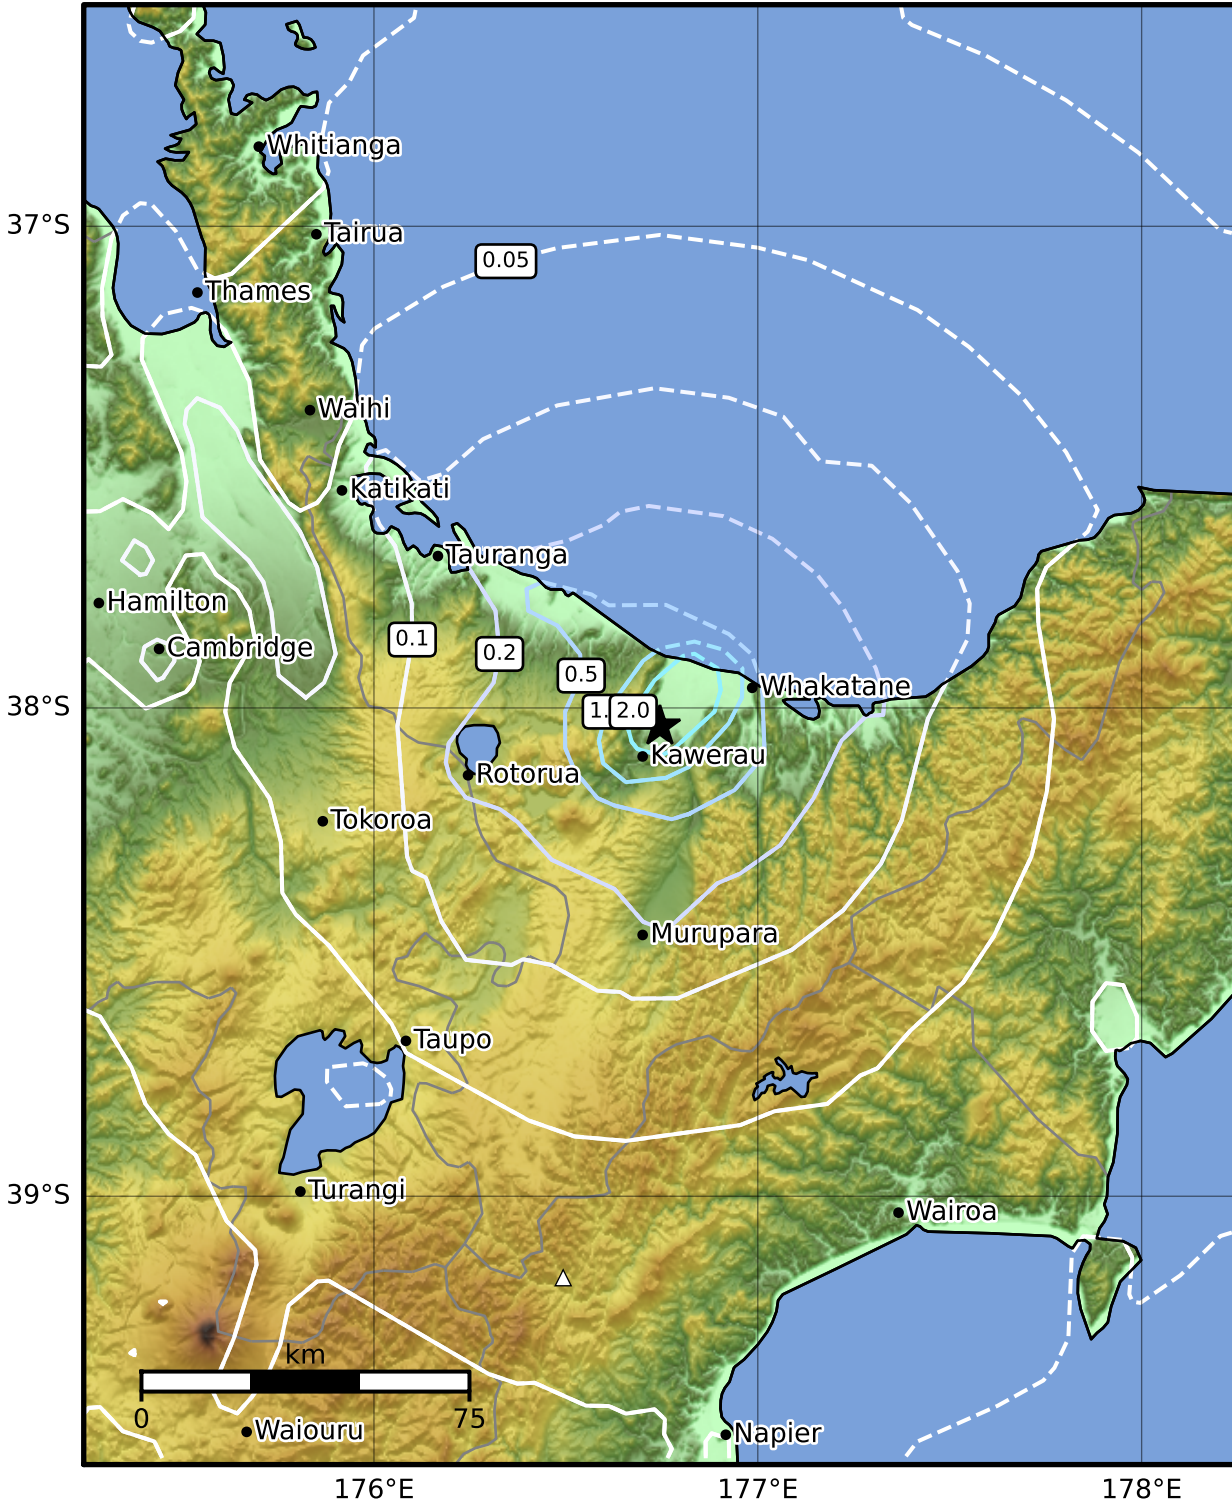 Whitianga
37°S
Tairua
0.05
Thames
Waihi
Katikati
Tauranga
Hamilton
0.1
Cambridge
0.2
0.5
Whakatane
38°S
1.
2.0
Kawerau
Rotorua
Tokoroa
Murupara
Taupo
Turangi
39°S
Wairoa
km
0
75
Waiouru
Napier
176°E
177°E
178°E